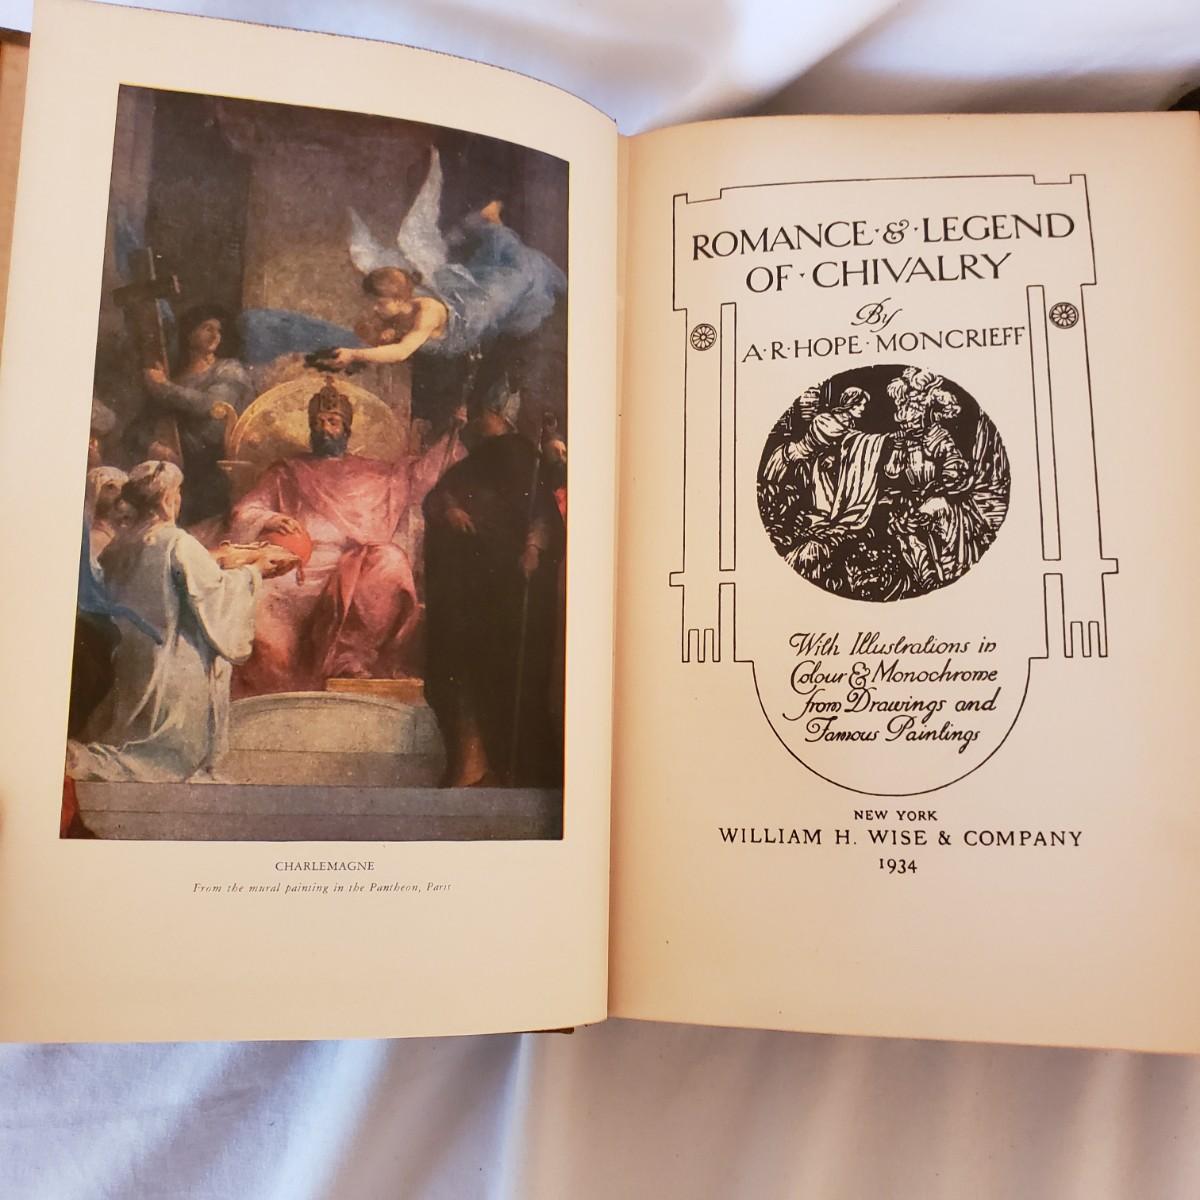 CHARLEMAGNE
From the mural painting in the Pantheon, Paris
ROMANCE·&·LEGEND
OF·CHIVALRY
By
A·R·HOPE·MONCRIEFF
With Illustrations in
Colour & Monochrome
from Drawings and
Famous Paintings
NEW YORK
WILLIAM H. WISE & COMPANY
1934